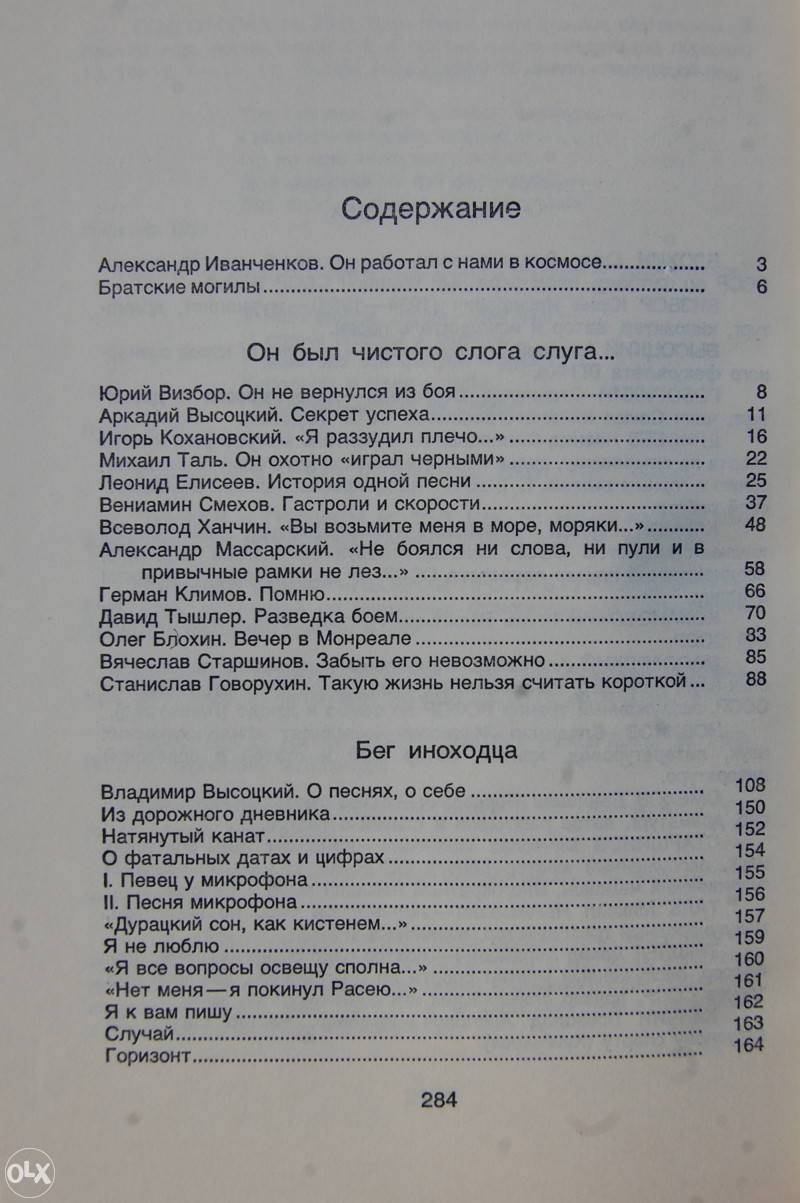 Содержание
Александр Иванченков. Он работал с нами в космосе................... 3
Братские могилы.......................................................................... 6
Он был чистого слога слуга...
Юрий Визбор. Он не вернулся из боя........................................ 8
Аркадий Высоцкий. Секрет успеха............................................. 11
Игорь Кохановский. «Я раззудил плечо...»................................ 16
Михаил Таль. Он охотно «играл черными»................................ 22
Леонид Елисеев. История одной песни...................................... 25
Вениамин Смехов. Гастроли и скорости..................................... 37
Всеволод Ханчин. «Вы возьмите меня в море, моряки...».......... 48
Александр Массарский. «Не боялся ни слова, ни пули и в
привычные рамки не лез...»................................................ 58
Герман Климов. Помню............................................................... 66
Давид Тышлер. Разведка боем................................................... 70
Олег Блохин. Вечер в Монреале................................................ 83
Вячеслав Старшинов. Забыть его невозможно.......................... 85
Станислав Говорухин. Такую жизнь нельзя считать короткой... 88
Бег иноходца
Владимир Высоцкий. О песнях, о себе...................................... 108
Из дорожного дневника.............................................................. 150
Натянутый канат......................................................................... 152
О фатальных датах и цифрах.................................................... 154
I. Певец у микрофона................................................................. 155
II. Песня микрофона................................................................... 156
«Дурацкий сон, как кистенем...»................................................ 157
Я не люблю................................................................................ 159
«Я все вопросы освещу сполна...»............................................ 160
«Нет меня — я покинул Расею...».............................................. 161
Я к вам пишу.............................................................................. 162
Случай........................................................................................ 163
Горизонт..................................................................................... 164
284
OLX